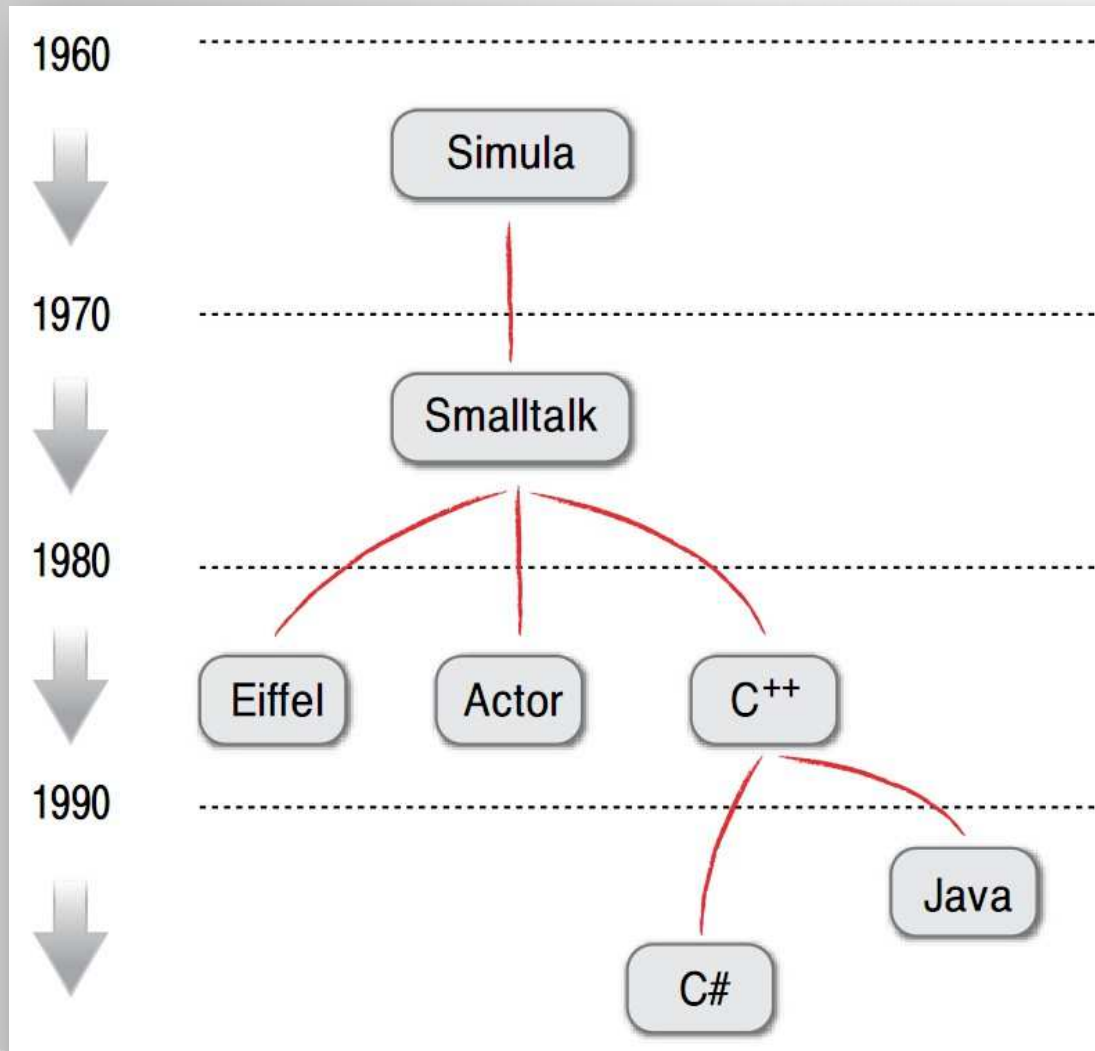 1960
Simula
1970
Smalltalk
1980
Eiffel Actor C++
1990
Java
C#